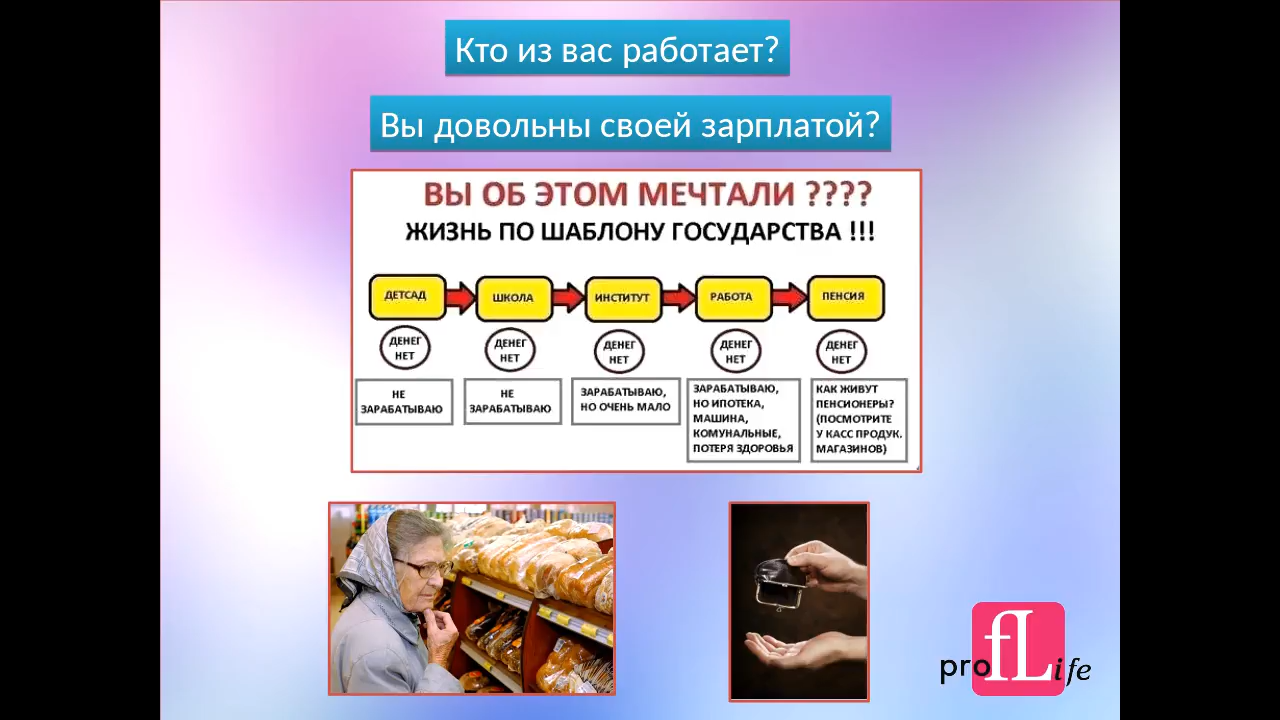 Кто из вас работает?
Вы довольны своей зарплатой?
ВЫ ОБ ЭТОМ МЕЧТАЛИ ????
ЖИЗНЬ ПО ШАБЛОНУ ГОСУДАРСТВА !!!
ДЕТСАД
ШКОЛА
ИНСТИТУТ
РАБОТА
ПЕНСИЯ
ДЕНЕГ
НЕТ
ДЕНЕГ
НЕТ
ДЕНЕГ
НЕТ
ДЕНЕГ
НЕТ
ДЕНЕГ
НЕТ
НЕ
ЗАРАБАТЫВАЮ
НЕ
ЗАРАБАТЫВАЮ
ЗАРАБАТЫВАЮ,
НО ОЧЕНЬ МАЛО
ЗАРАБАТЫВАЮ,
НО ИПОТЕКА,
МАШИНА,
КОМУНАЛЬНЫЕ,
ПОТЕРЯ ЗДОРОВЬЯ
КАК ЖИВУТ
ПЕНСИОНЕРЫ?
(ПОСМОТРИТЕ
У КАСС ПРОДУК.
МАГАЗИНОВ)
profLife